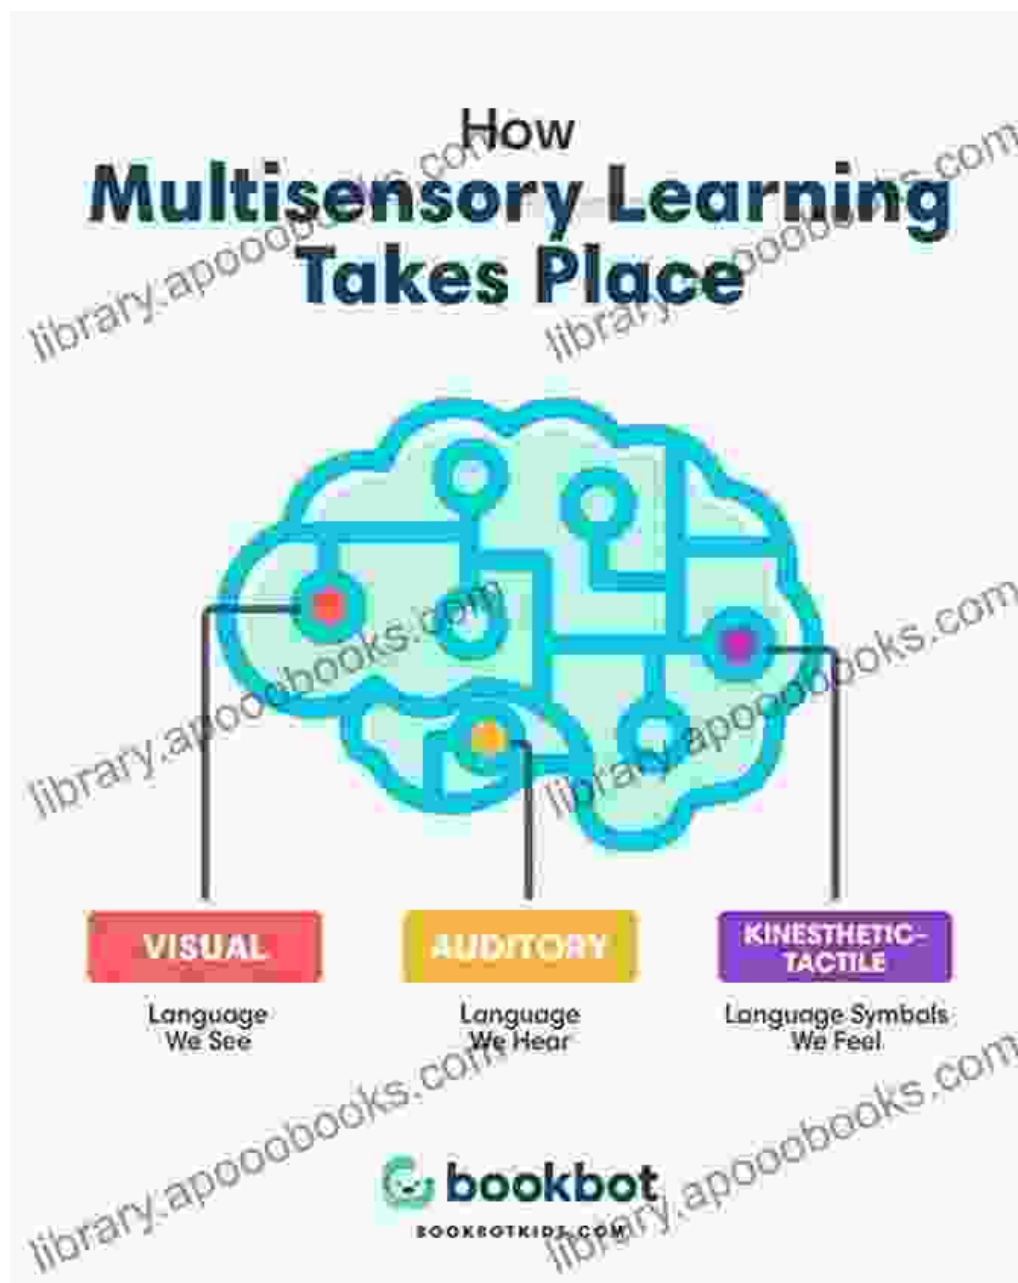 How
Multisensory Learning
Takes Place
library.apooobooks.com
library.apooobooks.com
library.apooobooks.com
library.apooobooks.com
VISUAL
AUDITORY
KINESTHETIC-
TACTILE
Language
We See
Language
We Hear
Language Symbols
We Feel
library.apooobooks.com
library.apooobooks.com
bookbot
BOOKBOTKIDS.COM